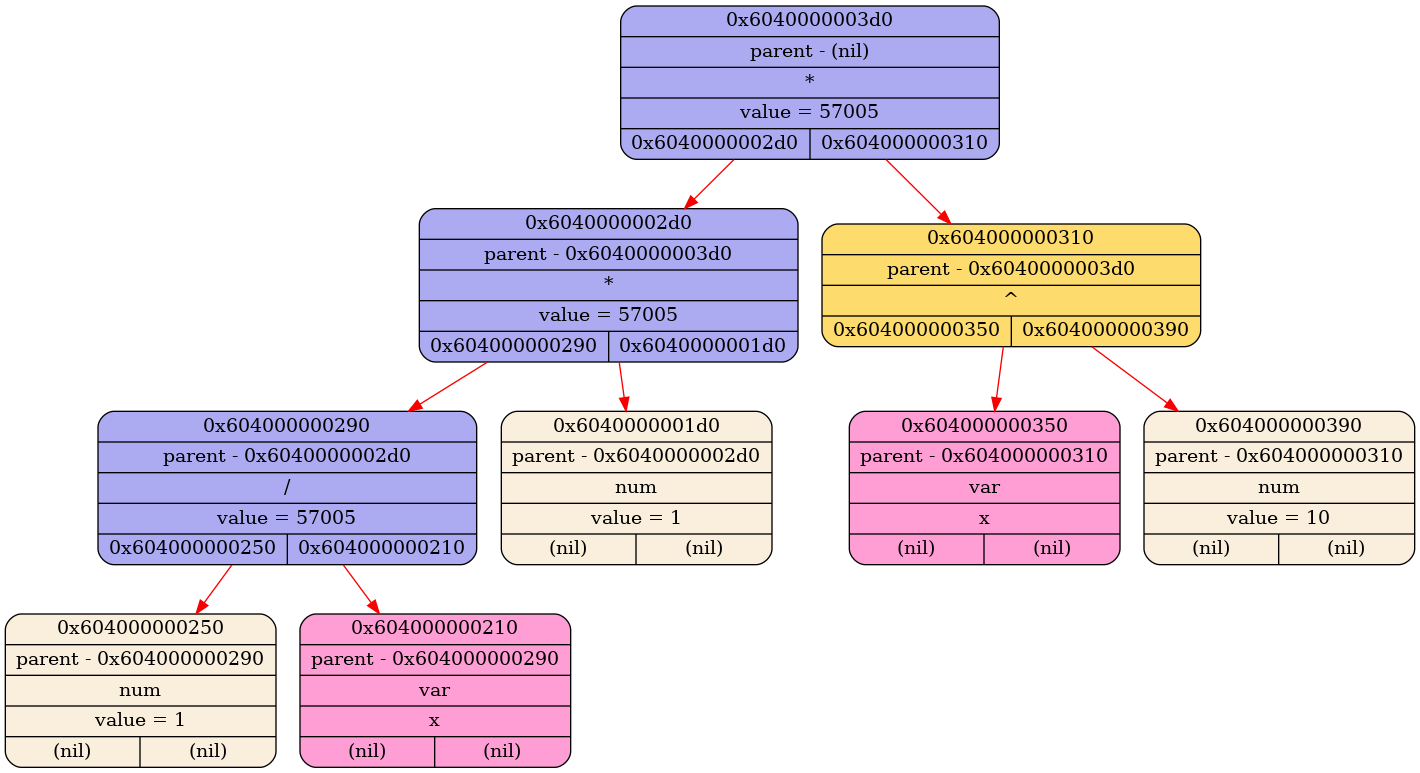 0x6040000003d0
parent - (nil)
*
value = 57005
0x6040000002d0 0x604000000310
0x6040000002d0
parent - 0x6040000003d0
*
value = 57005
0x604000000290 0x6040000001d0
0x604000000310
parent - 0x6040000003d0
^
0x604000000350 0x604000000390
0x604000000290
parent - 0x6040000002d0
/
value = 57005
0x604000000250 0x604000000210
0x6040000001d0
parent - 0x6040000002d0
num
value = 1
(nil) (nil)
0x604000000350
parent - 0x604000000310
var
x
(nil) (nil)
0x604000000390
parent - 0x604000000310
num
value = 10
(nil) (nil)
0x604000000250
parent - 0x604000000290
num
value = 1
(nil) (nil)
0x604000000210
parent - 0x604000000290
var
x
(nil) (nil)